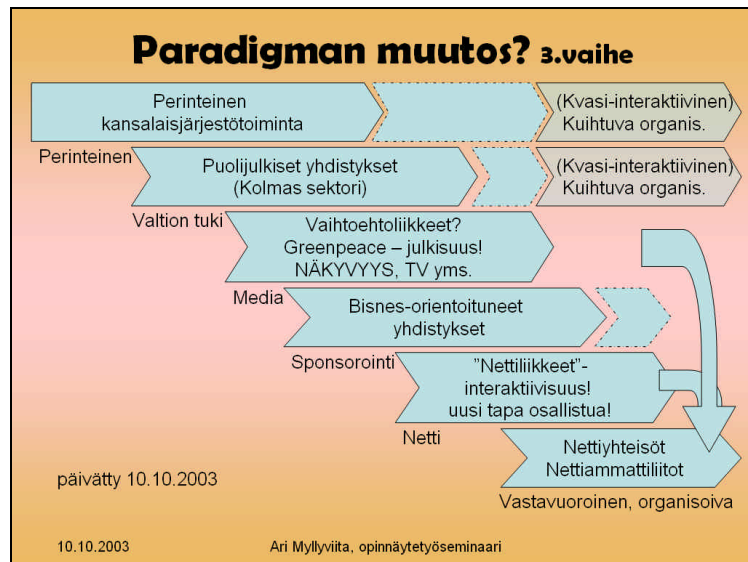 Paradigman muutos? 3.vaihe
Perinteinen
kansalaisjärjestötoiminta
(Kvasi-interaktiivinen)
Kuihtuva organis.
Perinteinen
Puolijulkiset yhdistykset
(Kolmas sektori)
(Kvasi-interaktiivinen)
Kuihtuva organis.
Valtion tuki
Vaihtoehtoliikkeet?
Greenpeace – julkisuus!
NÄKYVYYS, TV yms.
Media
Bisnes-orientoituneet
yhdistykset
Sponsorointi
”Nettiliikkeet”-
interaktiivisuus!
uusi tapa osallistua!
Netti
Nettiyhteisöt
Nettiammattiliitot
päivätty 10.10.2003
Vastavuoroinen, organisoiva
10.10.2003
Ari Myllyviita, opinnäytetyöseminaari